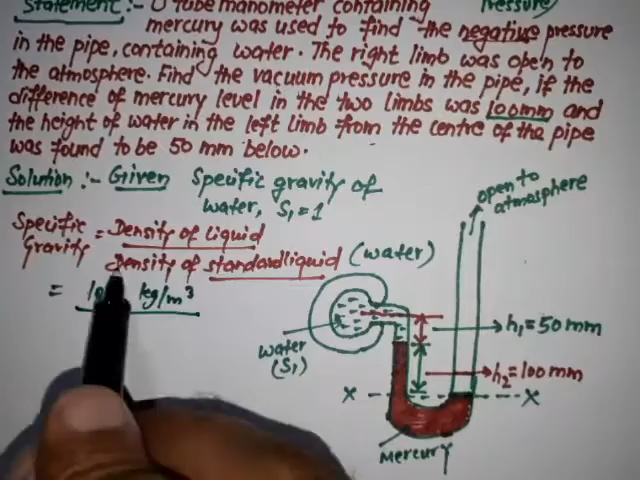 Statement:- U tube manometer containing
Pressure)
mercury was used to find the negative pressure
in the pipe, containing water. The right limb was open to
the atmosphere. Find the vacuum pressure in the pipe, if the
difference of mercury level in the two limbs was 100mm and
the height of water in the left limb from the centre of the pipe
was found to be 50 mm below.
Solution:- Given Specific gravity of
water, S1=1
open to
atmosphere
Specific
Gravity = Density of liquid
Density of standard liquid (water)
= kg/m³
water
(S1)
h1=50mm
h2=100mm
X X
Mercury